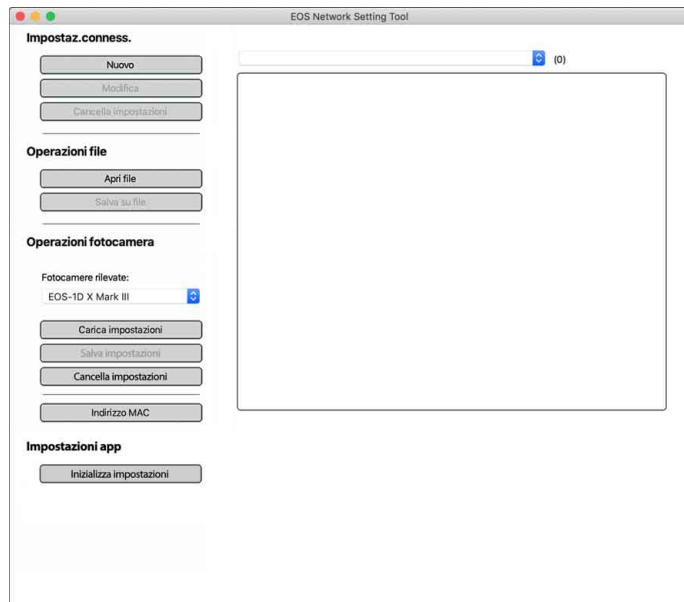 EOS Network Setting Tool
Impostaz.conness.
Nuovo
Modifica
Cancella impostazioni
Operazioni file
Apri file
Salva su file
Operazioni fotocamera
Fotocamere rilevate:
EOS-1D X Mark III
Carica impostazioni
Salva impostazioni
Cancella impostazioni
Indirizzo MAC
Impostazioni app
Inizializza impostazioni
(0)